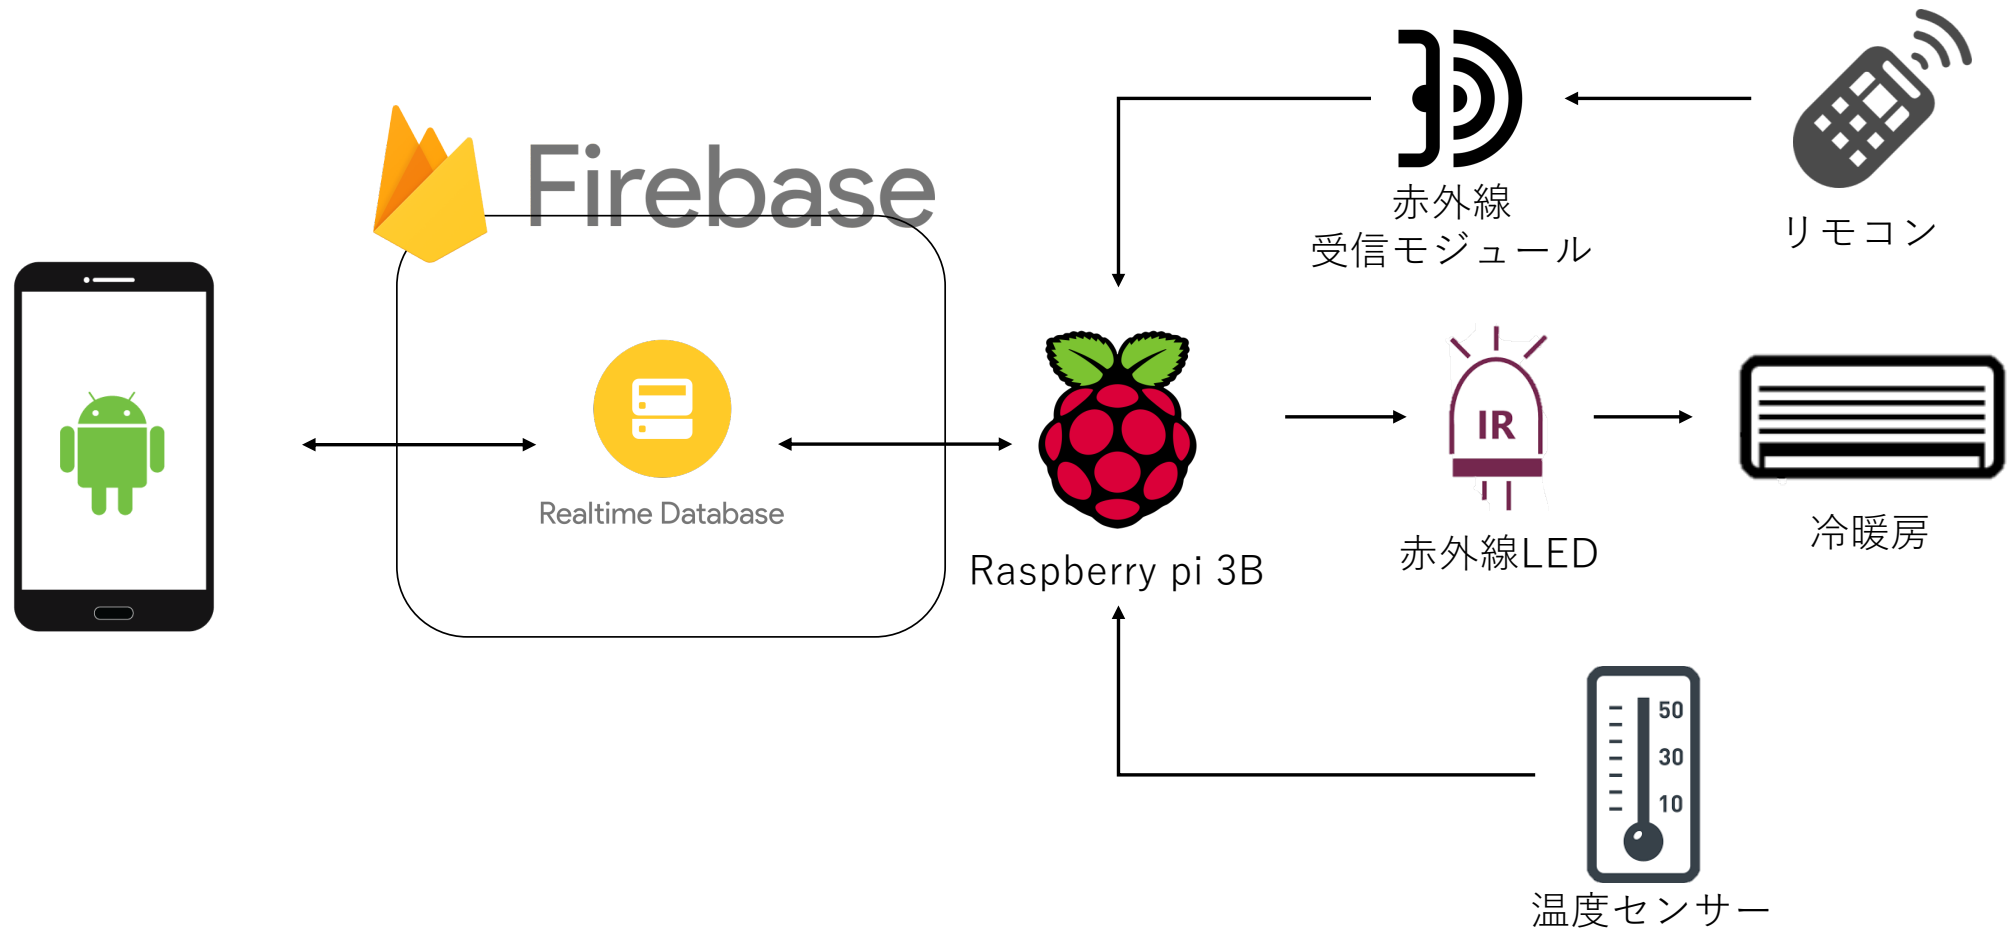 Firebase
Realtime Database
Raspberry pi 3B
赤外線
受信モジュール
リモコン
IR
赤外線LED
冷暖房
50
30
10
温度センサー